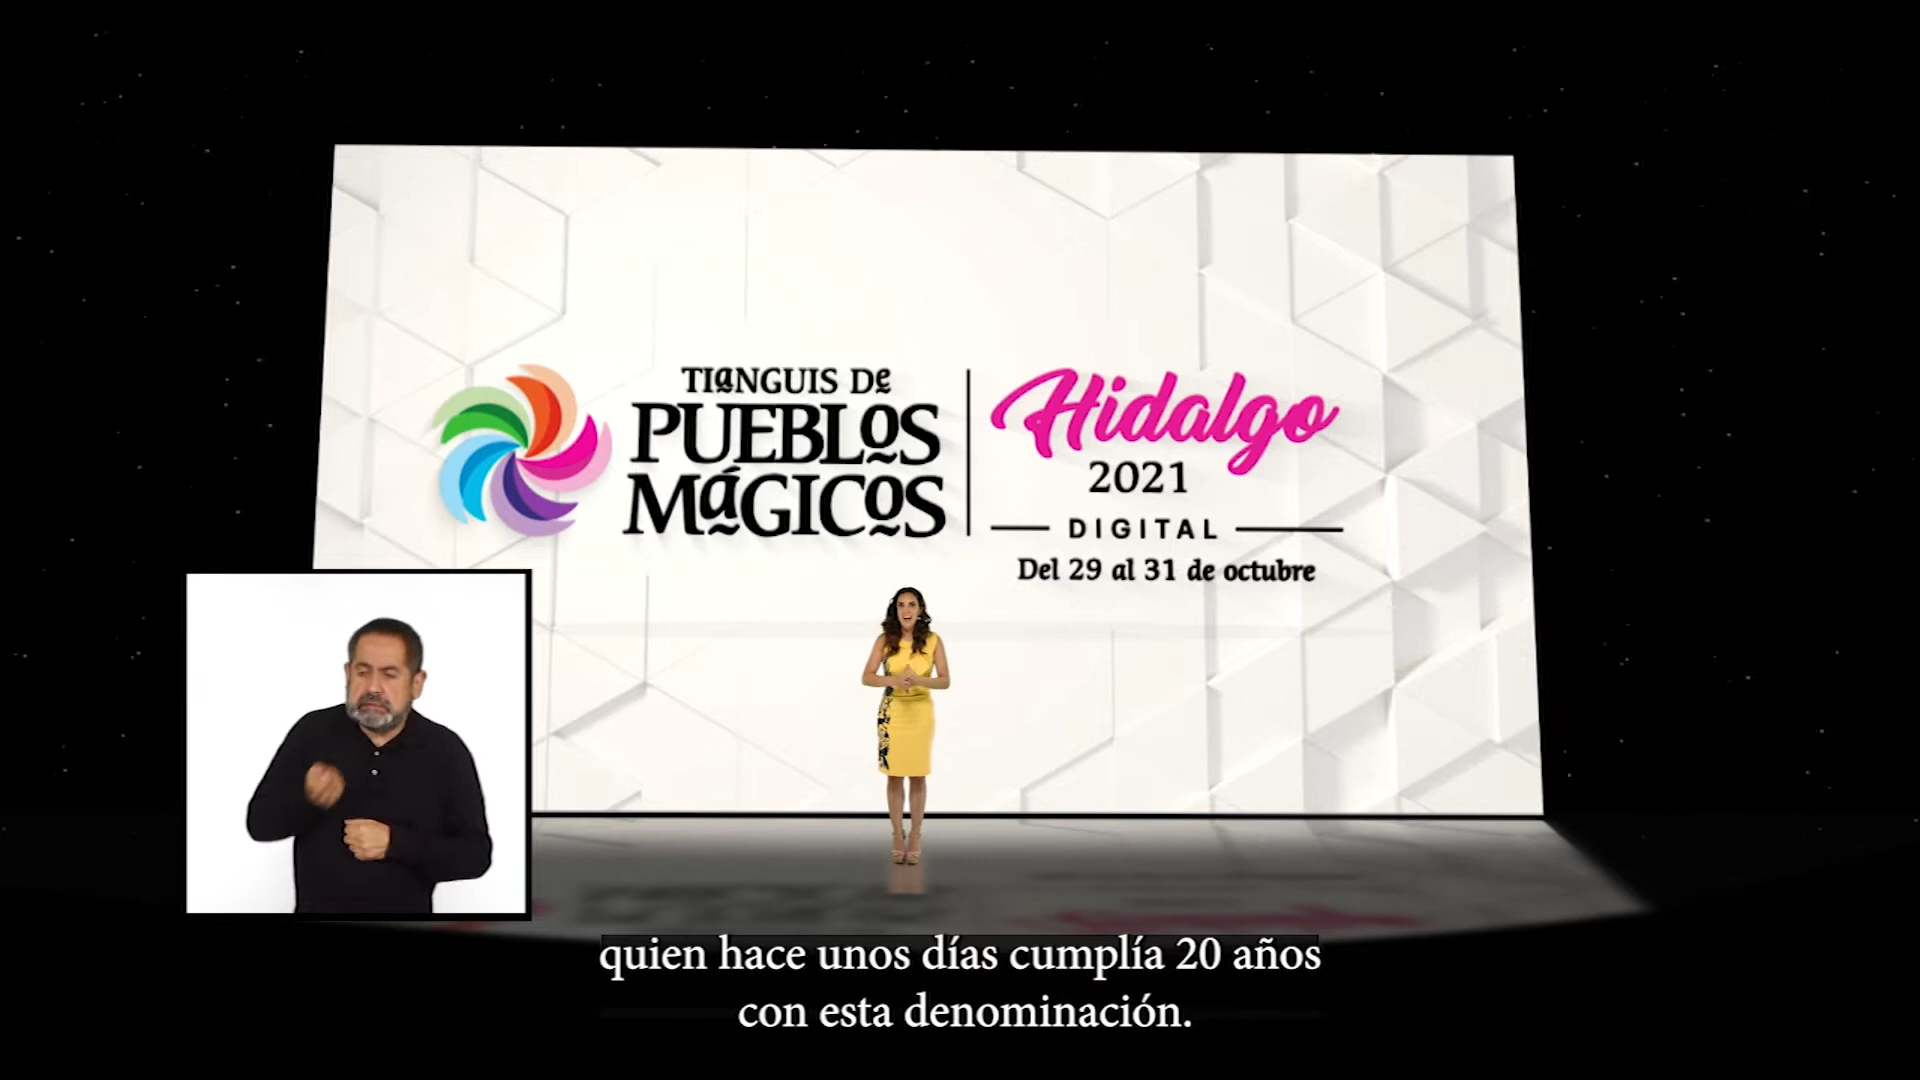 TIANGUIS DE
PUEBLOS
MÁGICOS
Hidalgo
2021
DIGITAL
Del 29 al 31 de octubre
quien hace unos días cumplía 20 años
con esta denominación.